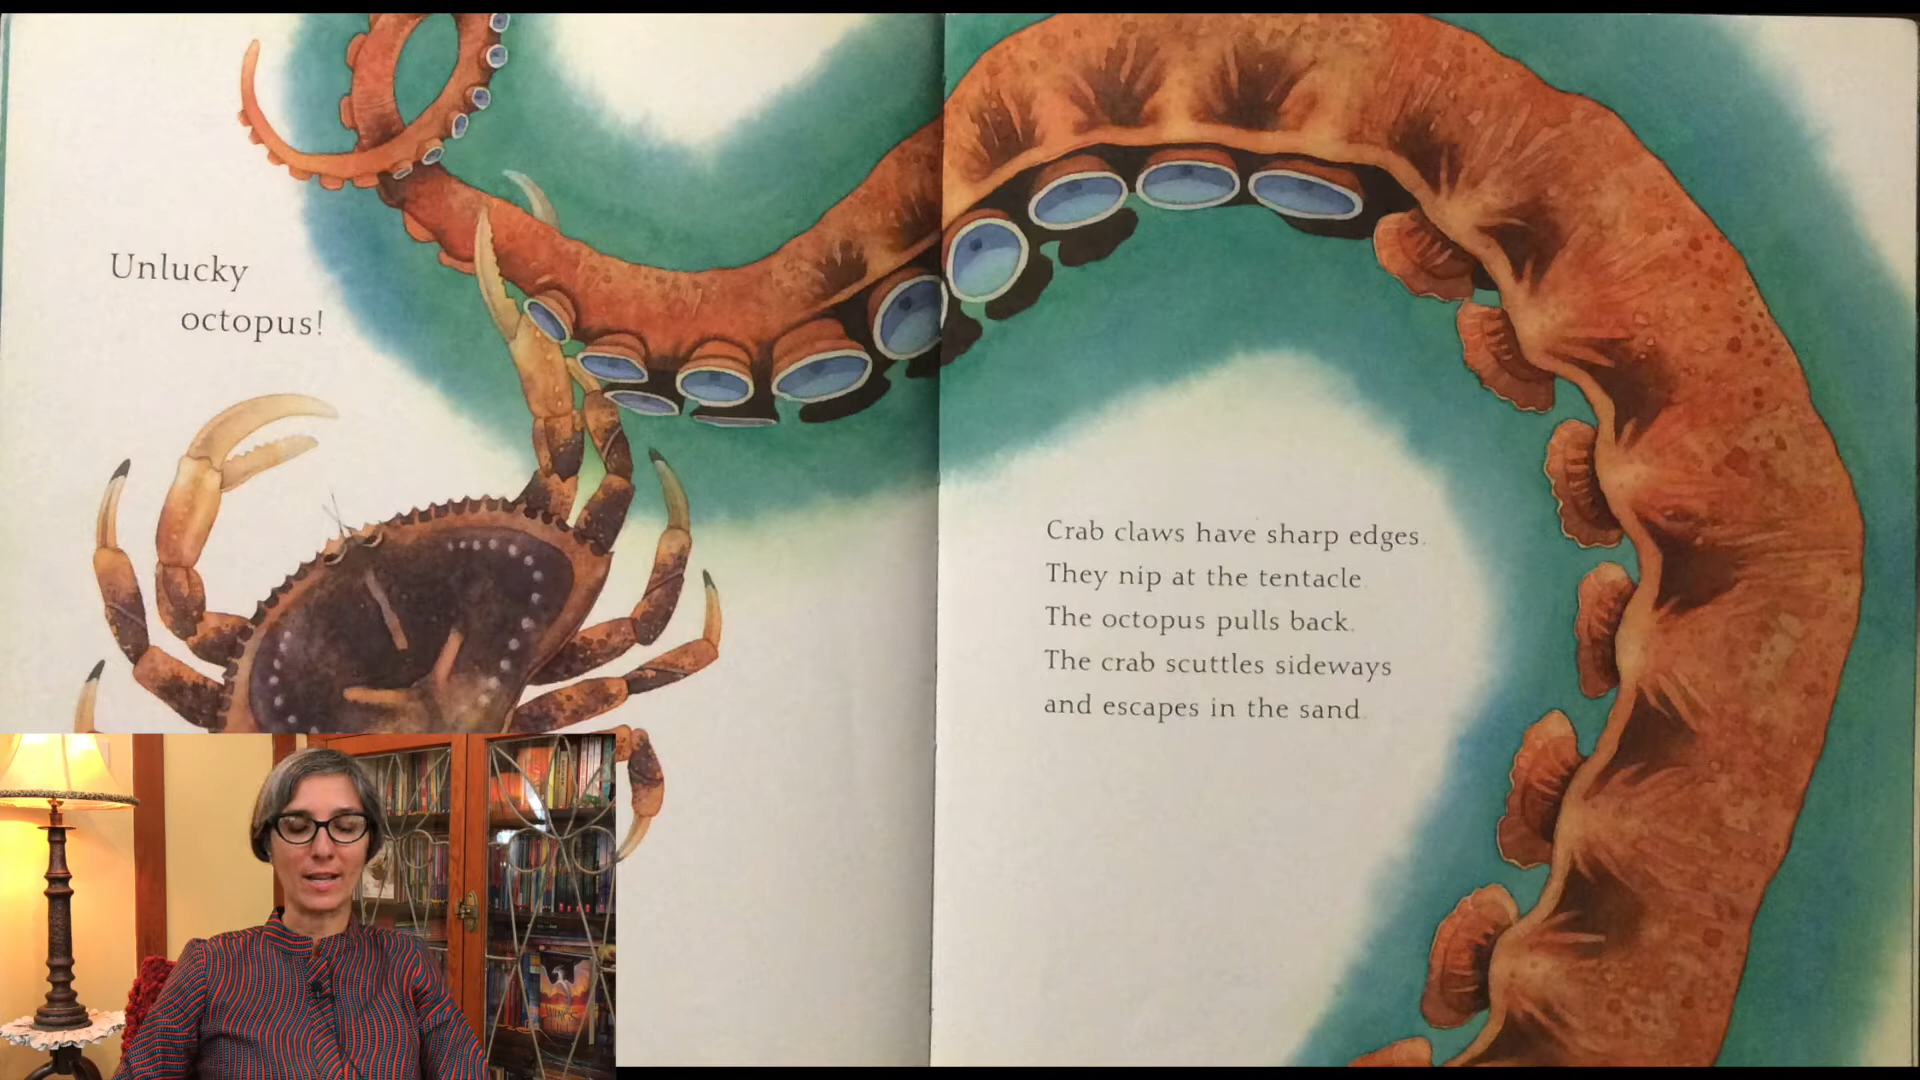 Unlucky
octopus!
Crab claws have sharp edges.
They nip at the tentacle.
The octopus pulls back.
The crab scuttles sideways
and escapes in the sand.